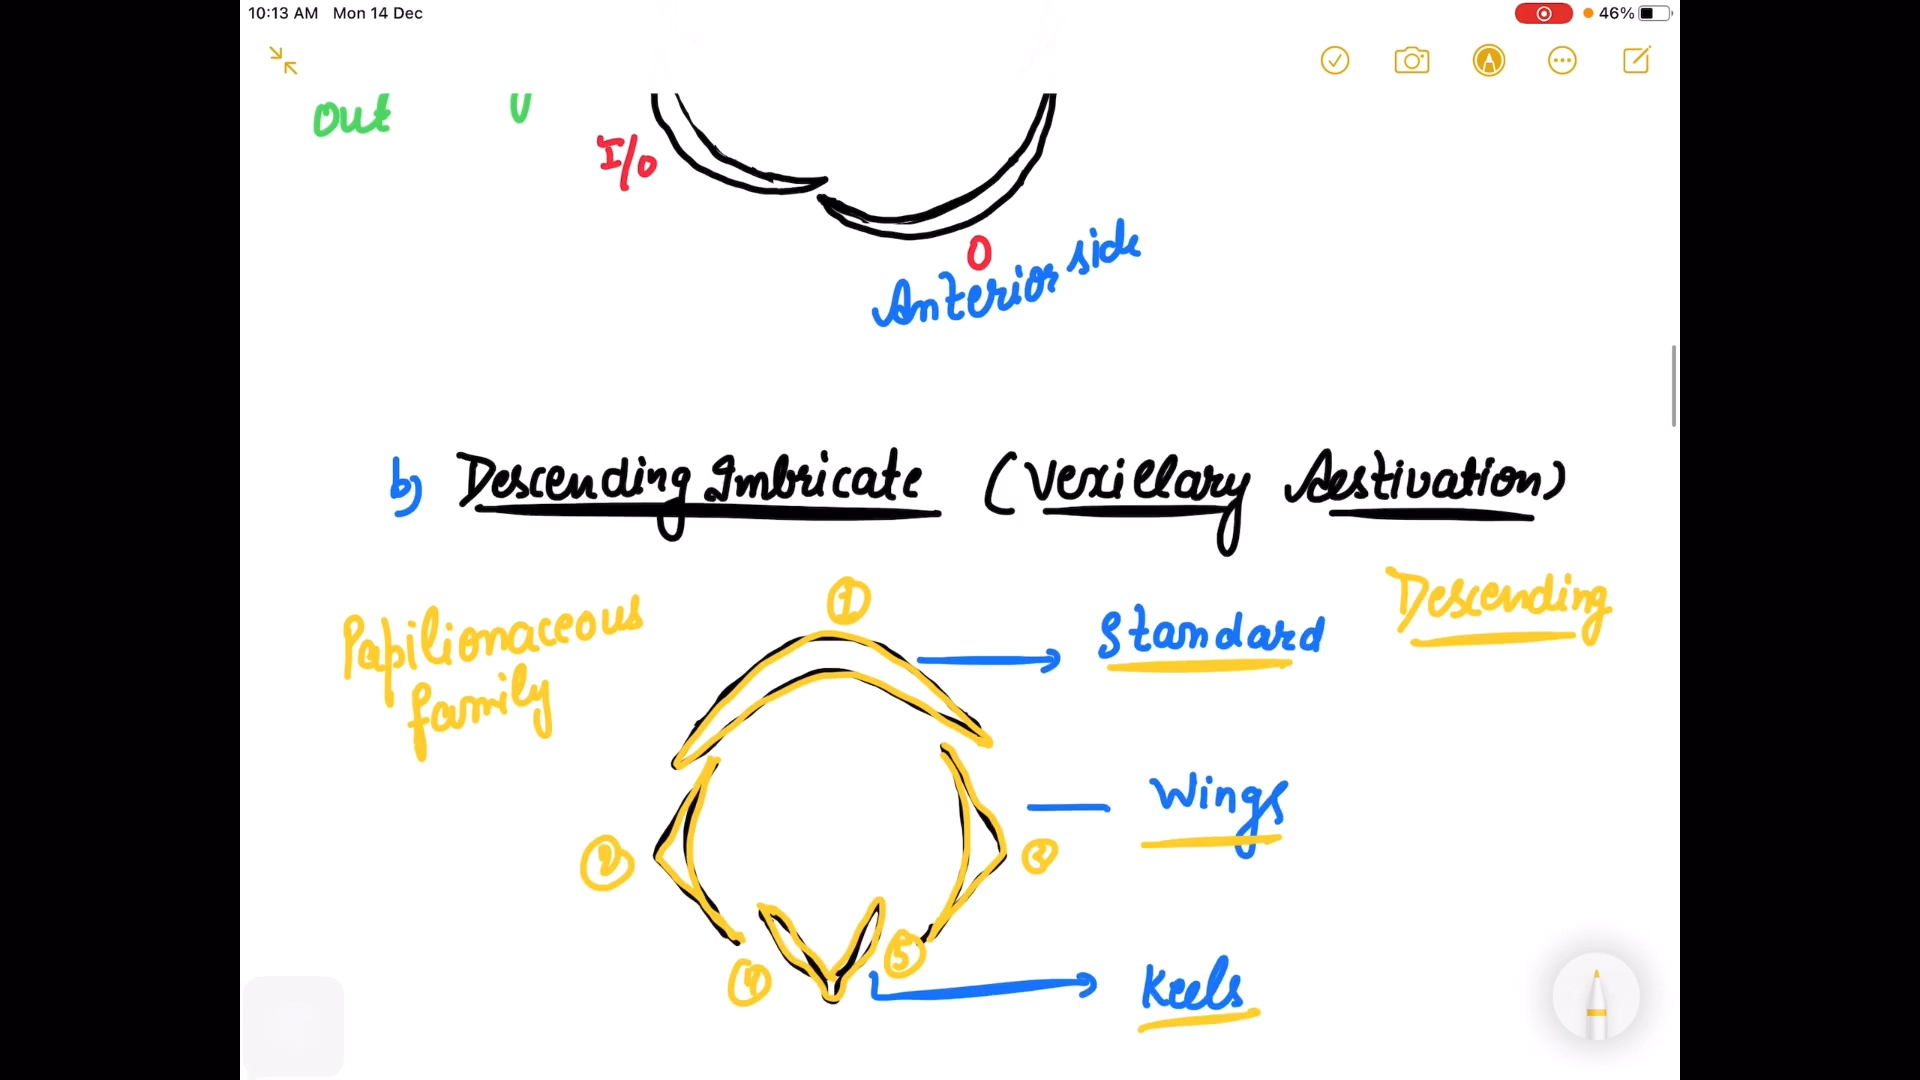 10:13 AM Mon 14 Dec
46%
out
I/O
O
Anterior side
b) Descending Imbricate (Vexillary Aestivation)
Descending
Papilionaceous
family
1
Standard
Wings
2
3
4
5
Keels